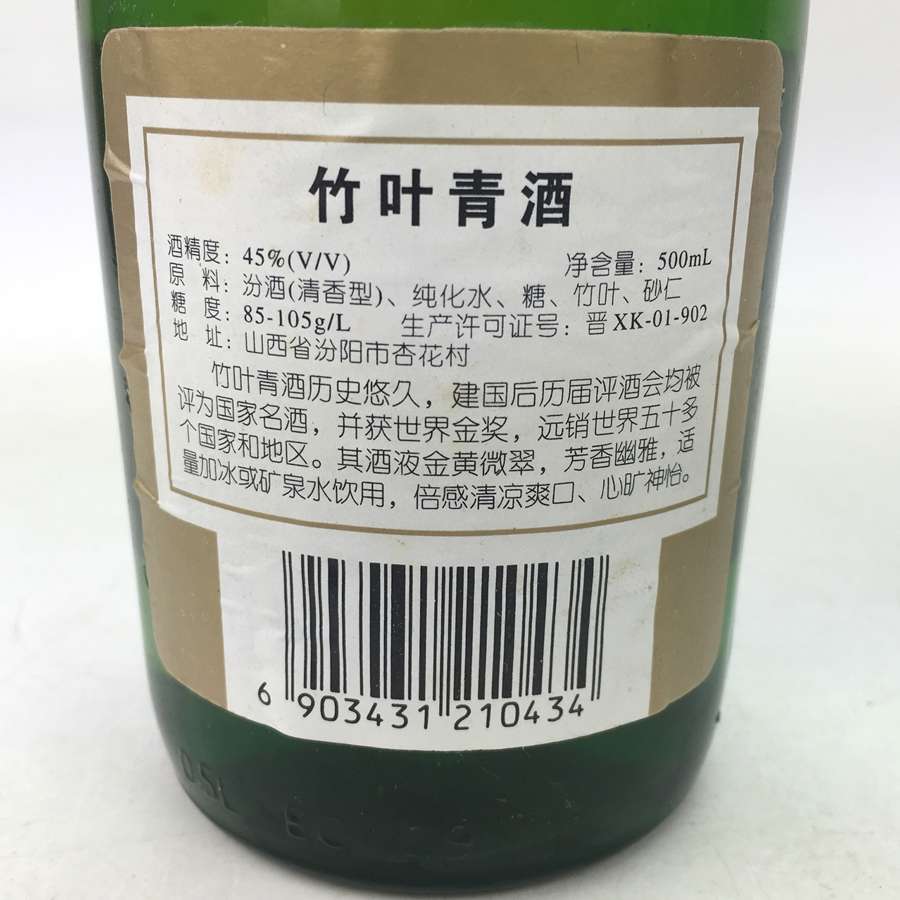 竹叶青酒
酒精度：45%(V/V) 净含量：500mL
原 料：汾酒(清香型)、纯化水、糖、竹叶、砂仁
糖 度：85-105g/L 生产许可证号：晋XK-01-902
地 址：山西省汾阳市杏花村
竹叶青酒历史悠久，建国后历届评酒会均被
评为国家名酒，并获世界金奖，远销世界五十多
个国家和地区。其酒液金黄微翠，芳香幽雅，适
量加冰或矿泉水饮用，倍感清凉爽口、心旷神怡。
6 903431 210434
0.5L